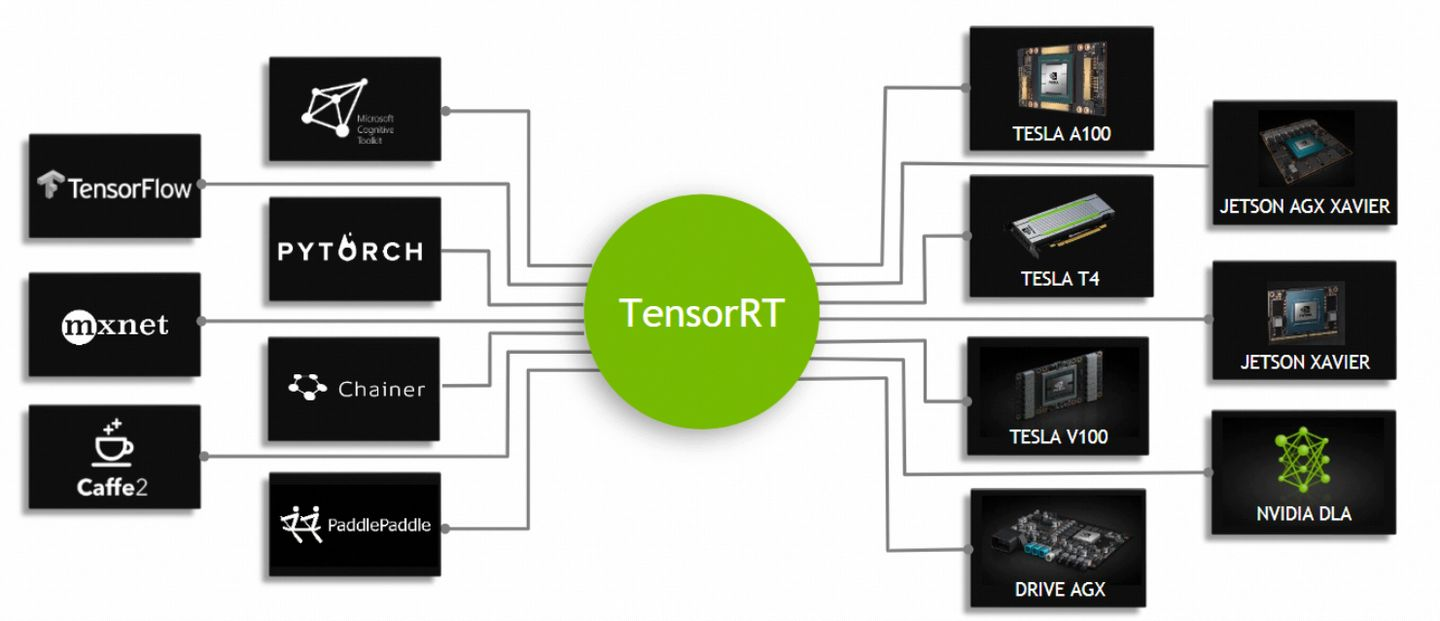 Microsoft
Cognitive
Toolkit
TensorFlow
PYTORCH
mxnet
Chainer
Caffe2
PaddlePaddle
TensorRT
TESLA A100
JETSON AGX XAVIER
TESLA T4
JETSON XAVIER
TESLA V100
NVIDIA DLA
DRIVE AGX